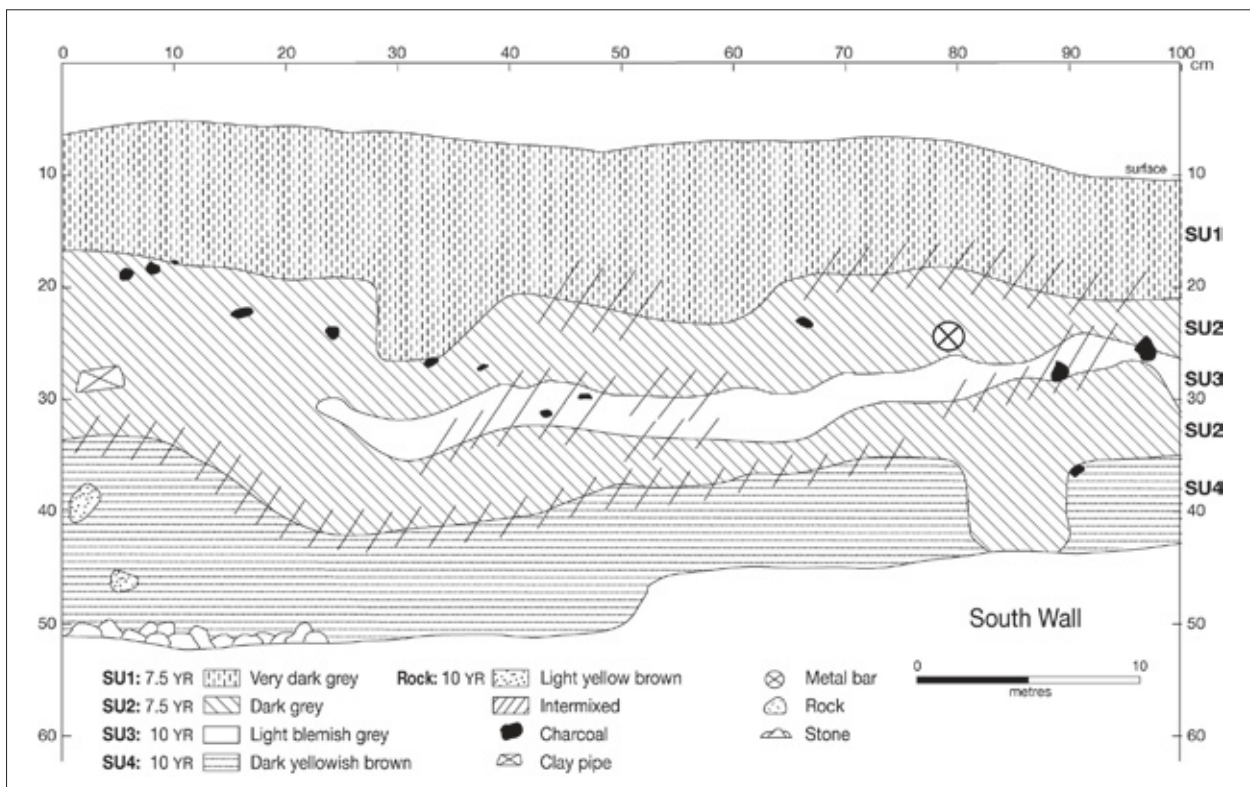 0 10 20 30 40 50 60 70 80 90 100
cm
surface
10 10
SU1
20 20
SU2
SU3
30 30
SU2
SU4
40 40
South Wall
50 50
SU1: 7.5 YR Very dark grey
SU2: 7.5 YR Dark grey
SU3: 10 YR Light blemish grey
SU4: 10 YR Dark yellowish brown
Rock: 10 YR Light yellow brown
Intermixed
Charcoal
Clay pipe
Metal bar
Rock
Stone
0 10
metres
60 60